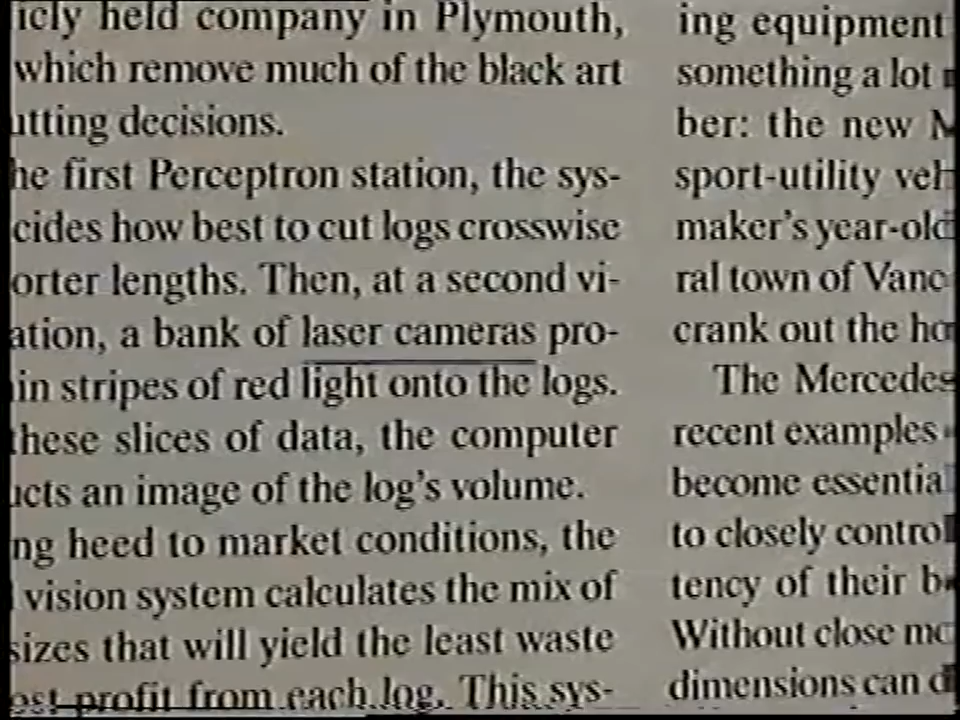 icly held company in Plymouth,
which remove much of the black art
utting decisions.
he first Perceptron station, the sys-
cides how best to cut logs crosswise
orter lengths. Then, at a second vi-
ation, a bank of laser cameras pro-
in stripes of red light onto the logs.
these slices of data, the computer
ucts an image of the log's volume.
ng heed to market conditions, the
vision system calculates the mix of
sizes that will yield the least waste
ost profit from each log. This sys-
ing equipment
something a lot
ber: the new M
sport-utility veh
maker's year-old
ral town of Vanc
crank out the ho
The Mercedes
recent examples
become essential
to closely control
tency of their b
Without close mo
dimensions can d